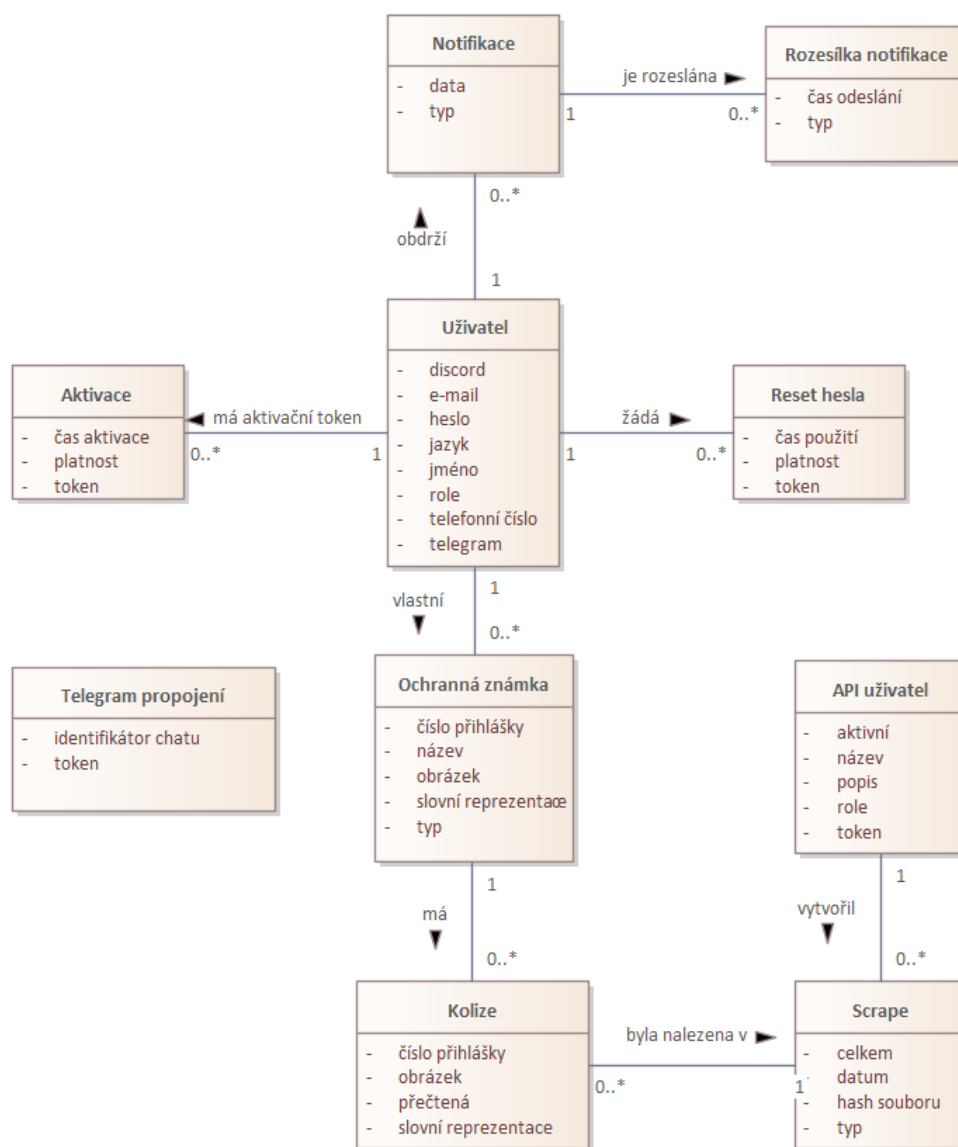 Notifikace
- data
- typ
je rozeslána
1
0..*
Rozesílka notifikace
- čas odeslání
- typ
0..*
obdrží
1
Uživatel
- discord
- e-mail
- heslo
- jazyk
- jméno
- role
- telefonní číslo
- telegram
Aktivace
- čas aktivace
- platnost
- token
má aktivační token
0..*
1
žádá
1
0..*
Reset hesla
- čas použití
- platnost
- token
1
vlastní
0..*
Telegram propojení
- identifikátor chatu
- token
Ochranná známka
- číslo přihlášky
- název
- obrázek
- slovní reprezentace
- typ
API uživatel
- aktivní
- název
- popis
- role
- token
1
má
0..*
1
vytvořil
0..*
Kolize
- číslo přihlášky
- obrázek
- přečtená
- slovní reprezentace
byla nalezena v
0..*
1
Scrape
- celkem
- datum
- hash souboru
- typ